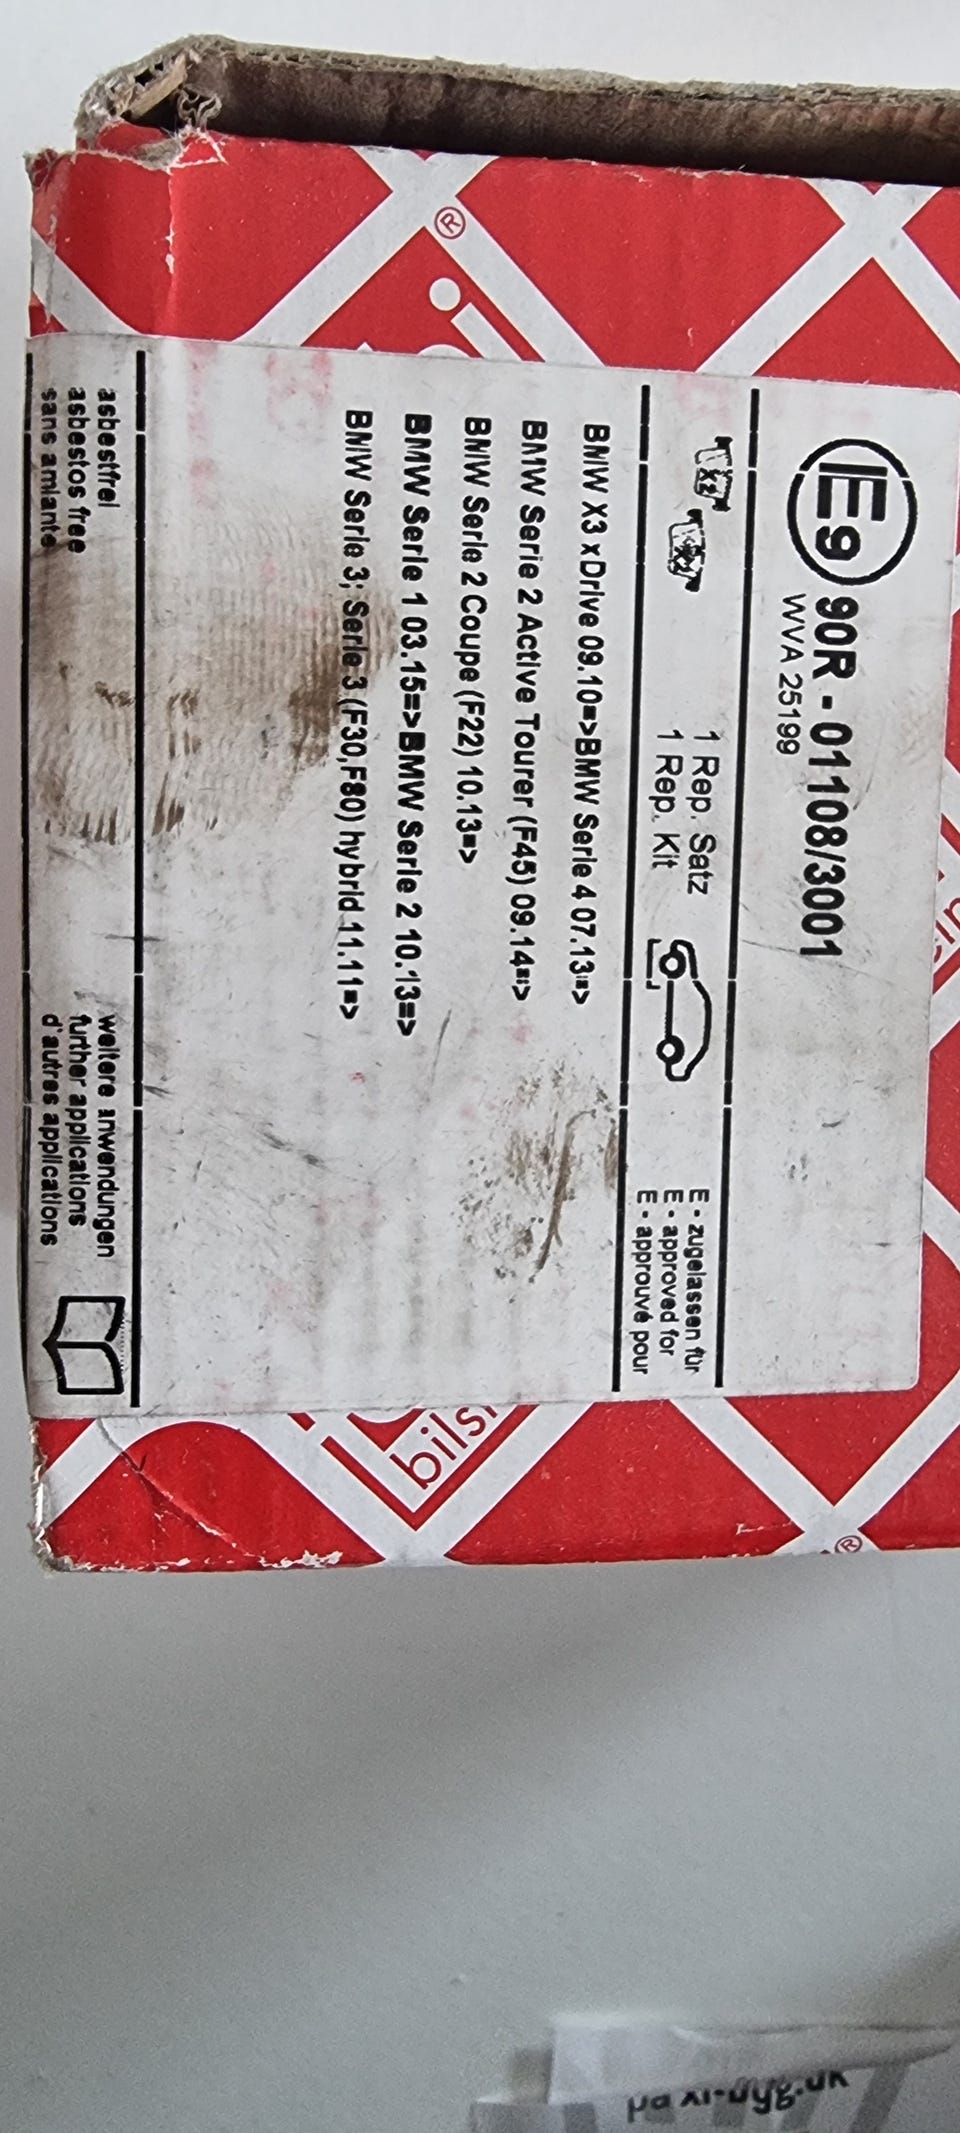 ®
E9 90R - 01108/3001
WVA 25199
1 Rep. Satz
1 Rep. Kit
E - zugelassen für
E - approved for
E - approuvé pour
BMW X3 xDrive 09.10=>BMW Serie 4 07.13=>
BMW Serie 2 Active Tourer (F45) 09.14=>
BMW Serie 2 Coupe (F22) 10.13=>
BMW Serie 1 03.15=>BMW Serie 2 10.13=>
BMW Serie 3; Serie 3 (F30,F80) hybrid 11.11=>
asbestfrei
asbestos free
sans amiante
weitere anwendungen
further applications
d'autres applications
bils
®